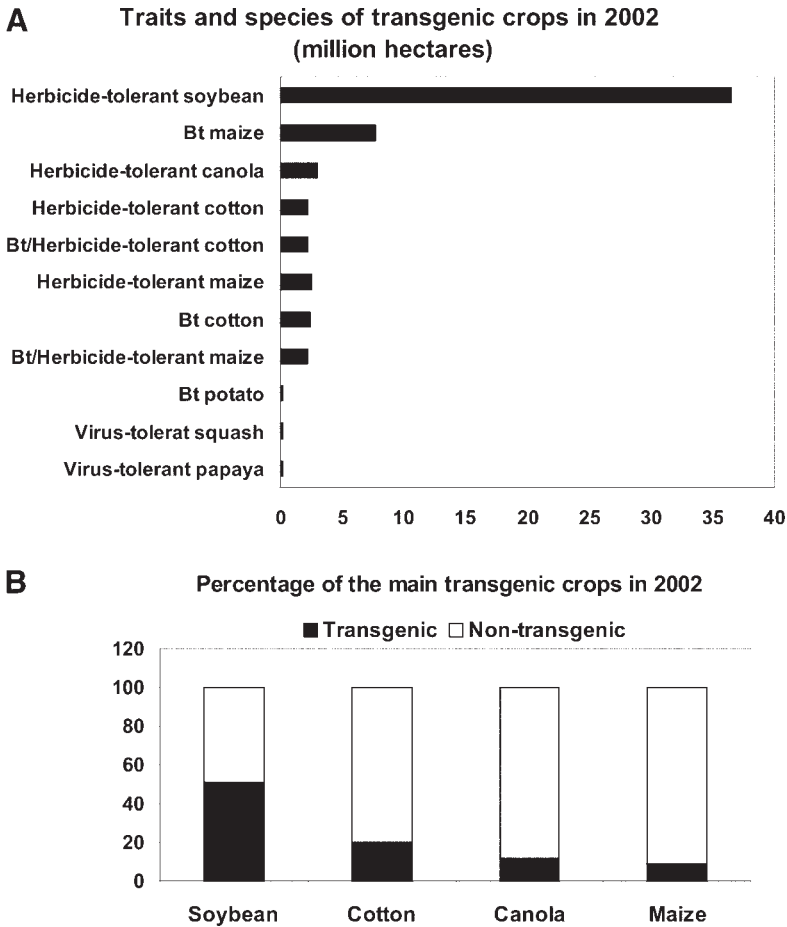 A
Traits and species of transgenic crops in 2002
(million hectares)
Herbicide-tolerant soybean
Bt maize
Herbicide-tolerant canola
Herbicide-tolerant cotton
Bt/Herbicide-tolerant cotton
Herbicide-tolerant maize
Bt cotton
Bt/Herbicide-tolerant maize
Bt potato
Virus-tolerat squash
Virus-tolerant papaya
0 5 10 15 20 25 30 35 40
B
Percentage of the main transgenic crops in 2002
Transgenic Non-transgenic
120
100
80
60
40
20
0
Soybean Cotton Canola Maize